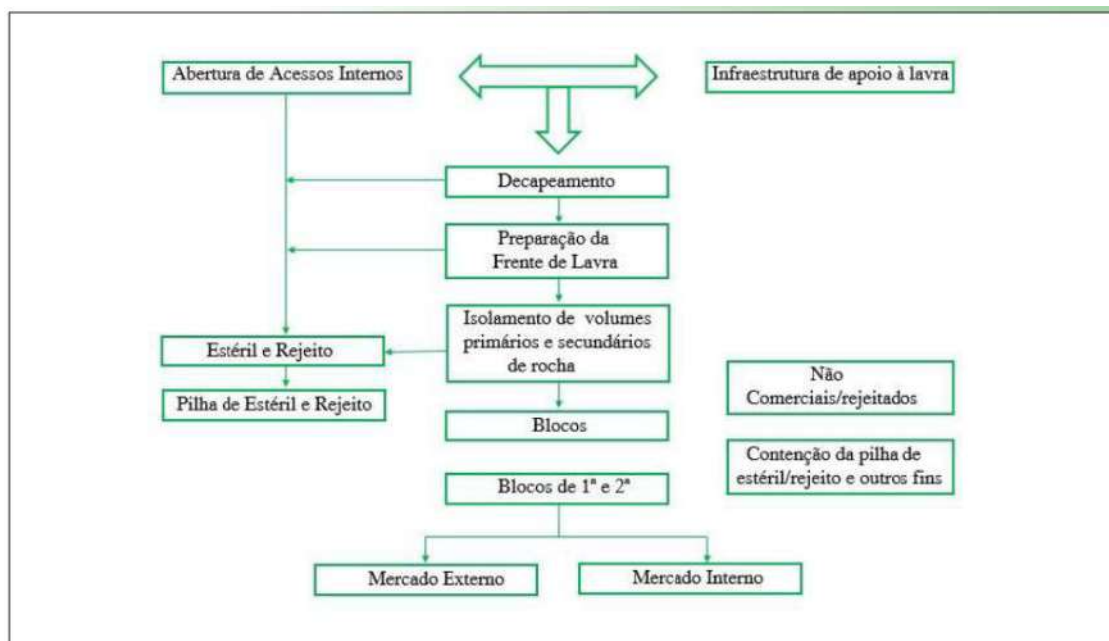 Abertura de Acessos Internos
Infraestrutura de apoio à lavra
Decapeamento
Preparação da
Frente de Lavra
Isolamento de volumes
primários e secundários
de rocha
Estéril e Rejeito
Pilha de Estéril e Rejeito
Não
Comerciais/rejeitados
Blocos
Contenção da pilha de
estéril/rejeito e outros fins
Blocos de 1ª e 2ª
Mercado Externo
Mercado Interno